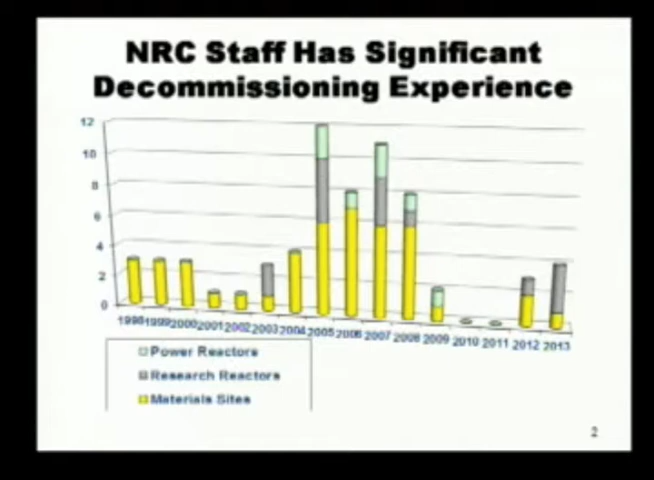 NRC Staff Has Significant
Decommissioning Experience
12
10
8
6
4
2
0
1998 1999 2000 2001 2002 2003 2004 2005 2006 2007 2008 2009 2010 2011 2012 2013
Power Reactors
Research Reactors
Materials Sites
2